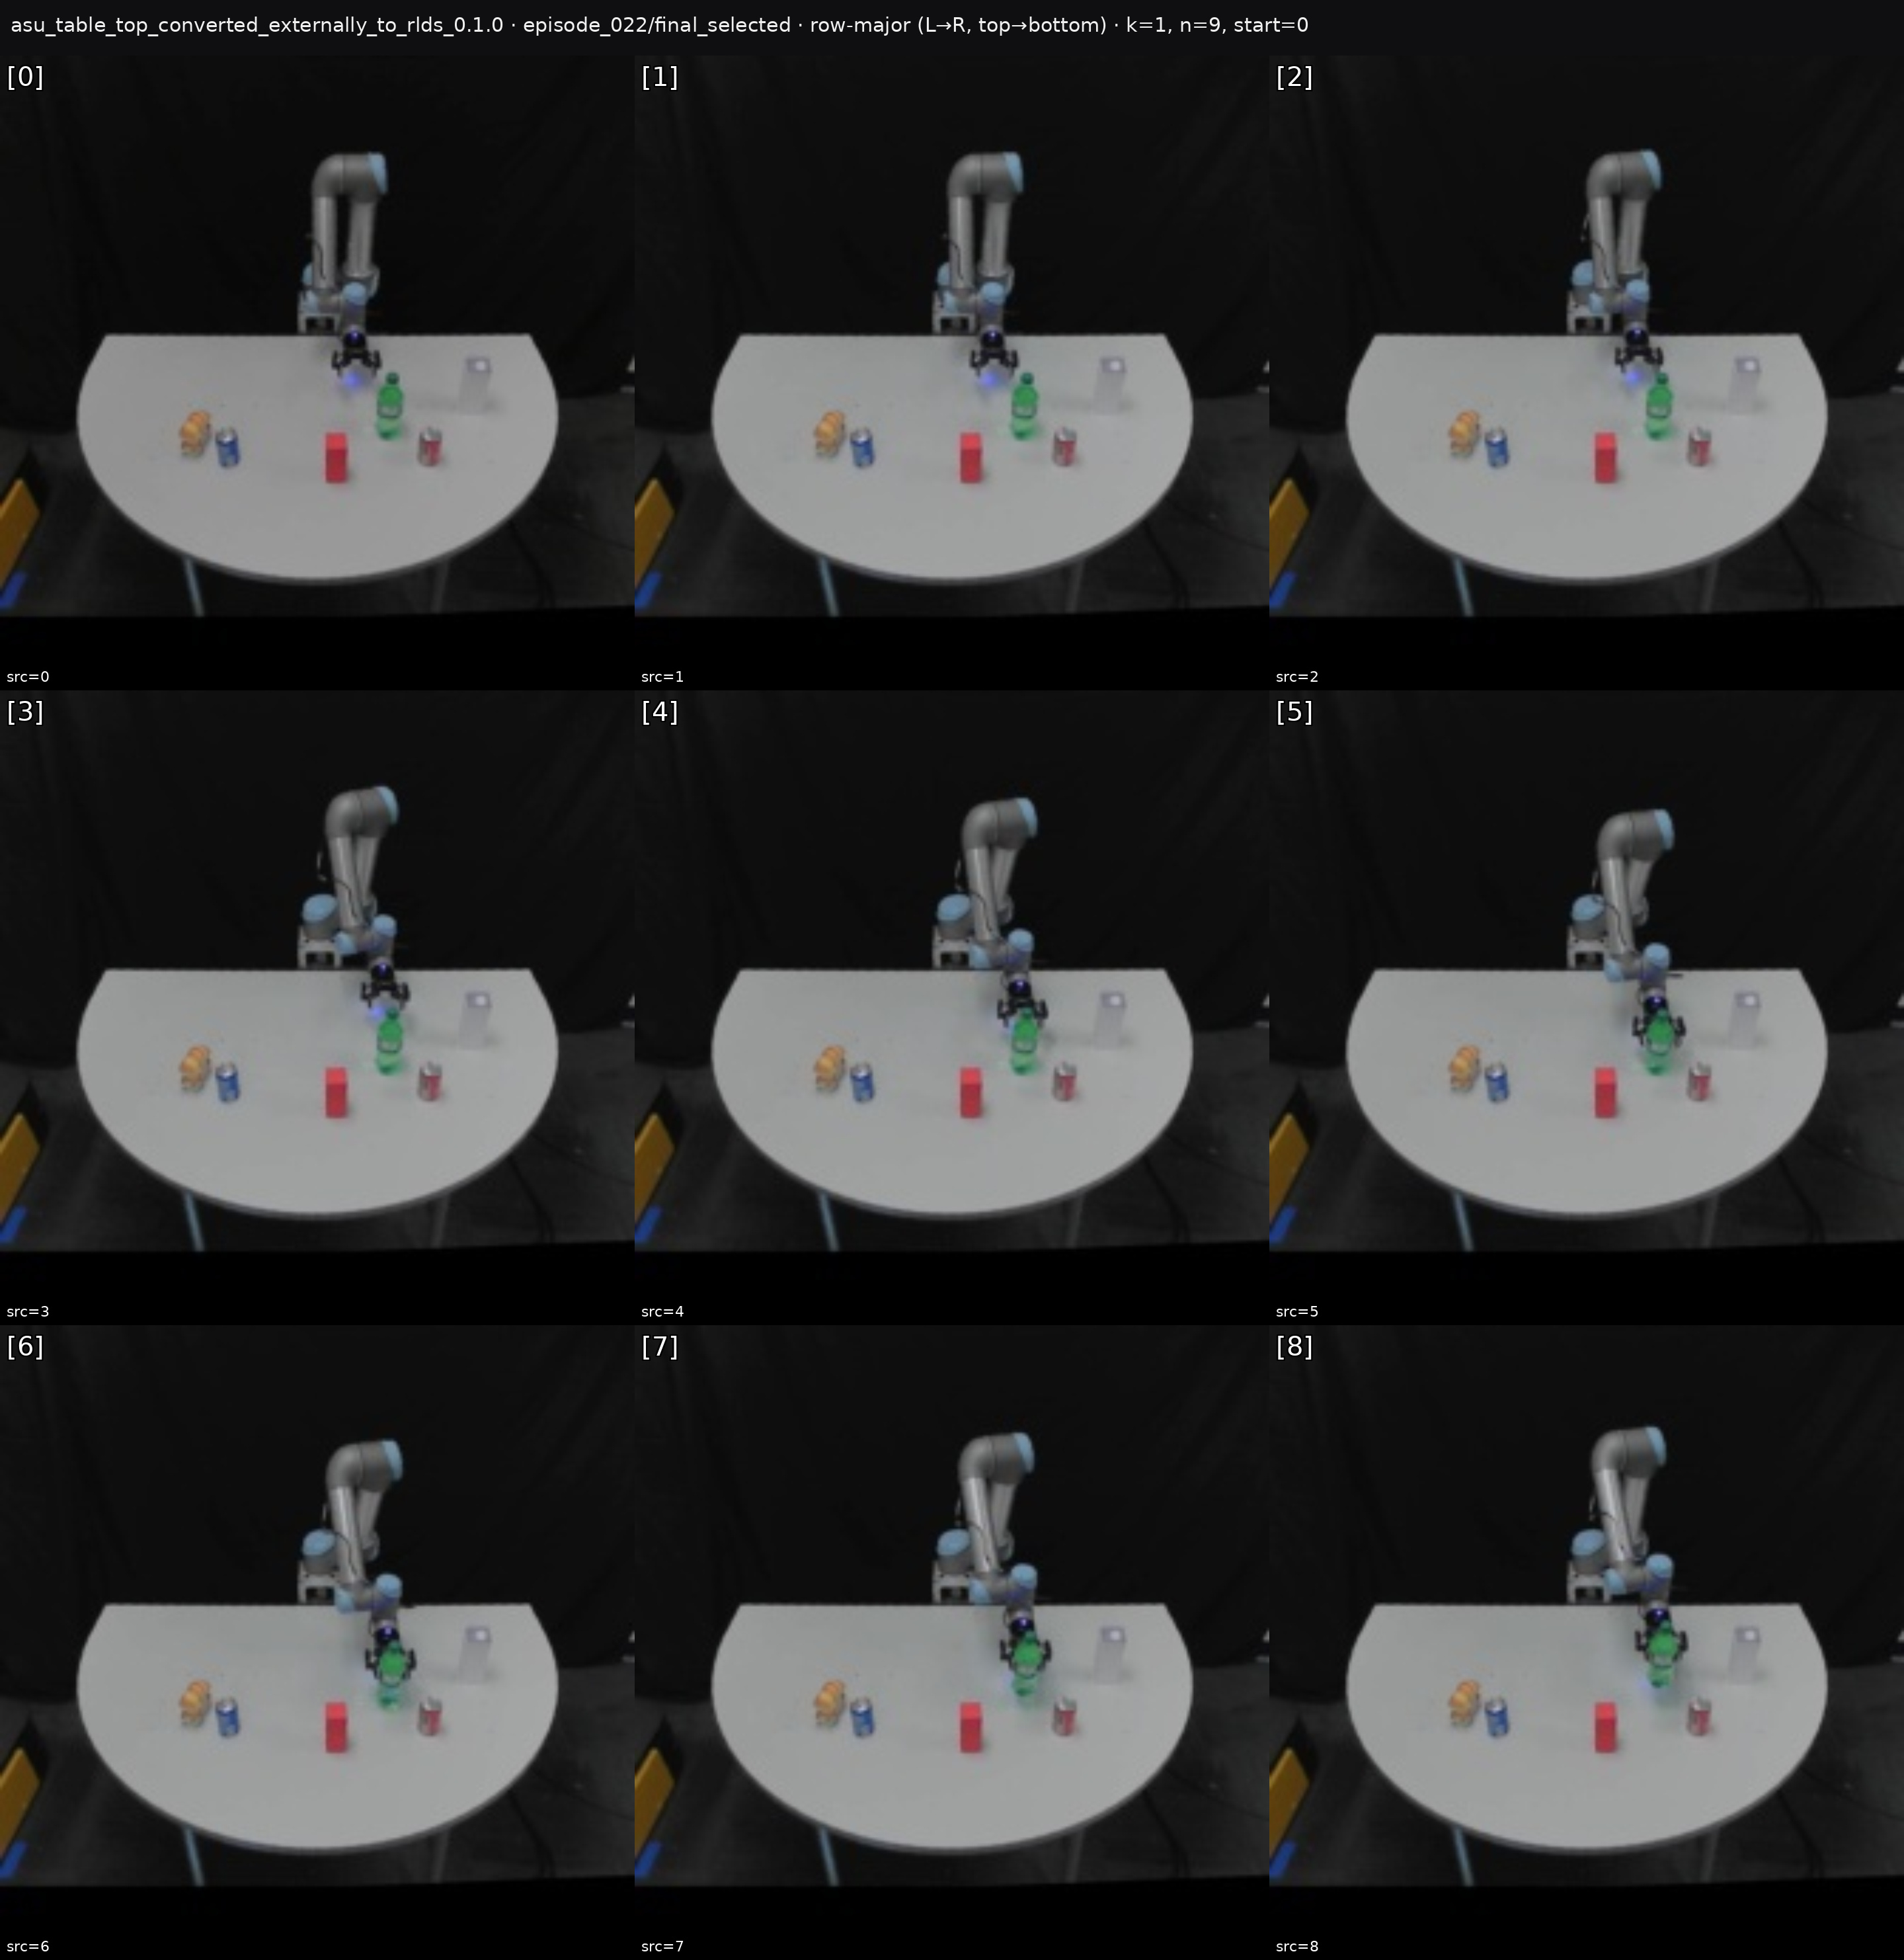 asu_table_top_converted_externally_to_rlds_0.1.0 · episode_022/final_selected · row-major (L→R, top→bottom) · k=1, n=9, start=0
[0]
[1]
[2]
src=0
src=1
src=2
[3]
[4]
[5]
src=3
src=4
src=5
[6]
[7]
[8]
src=6
src=7
src=8